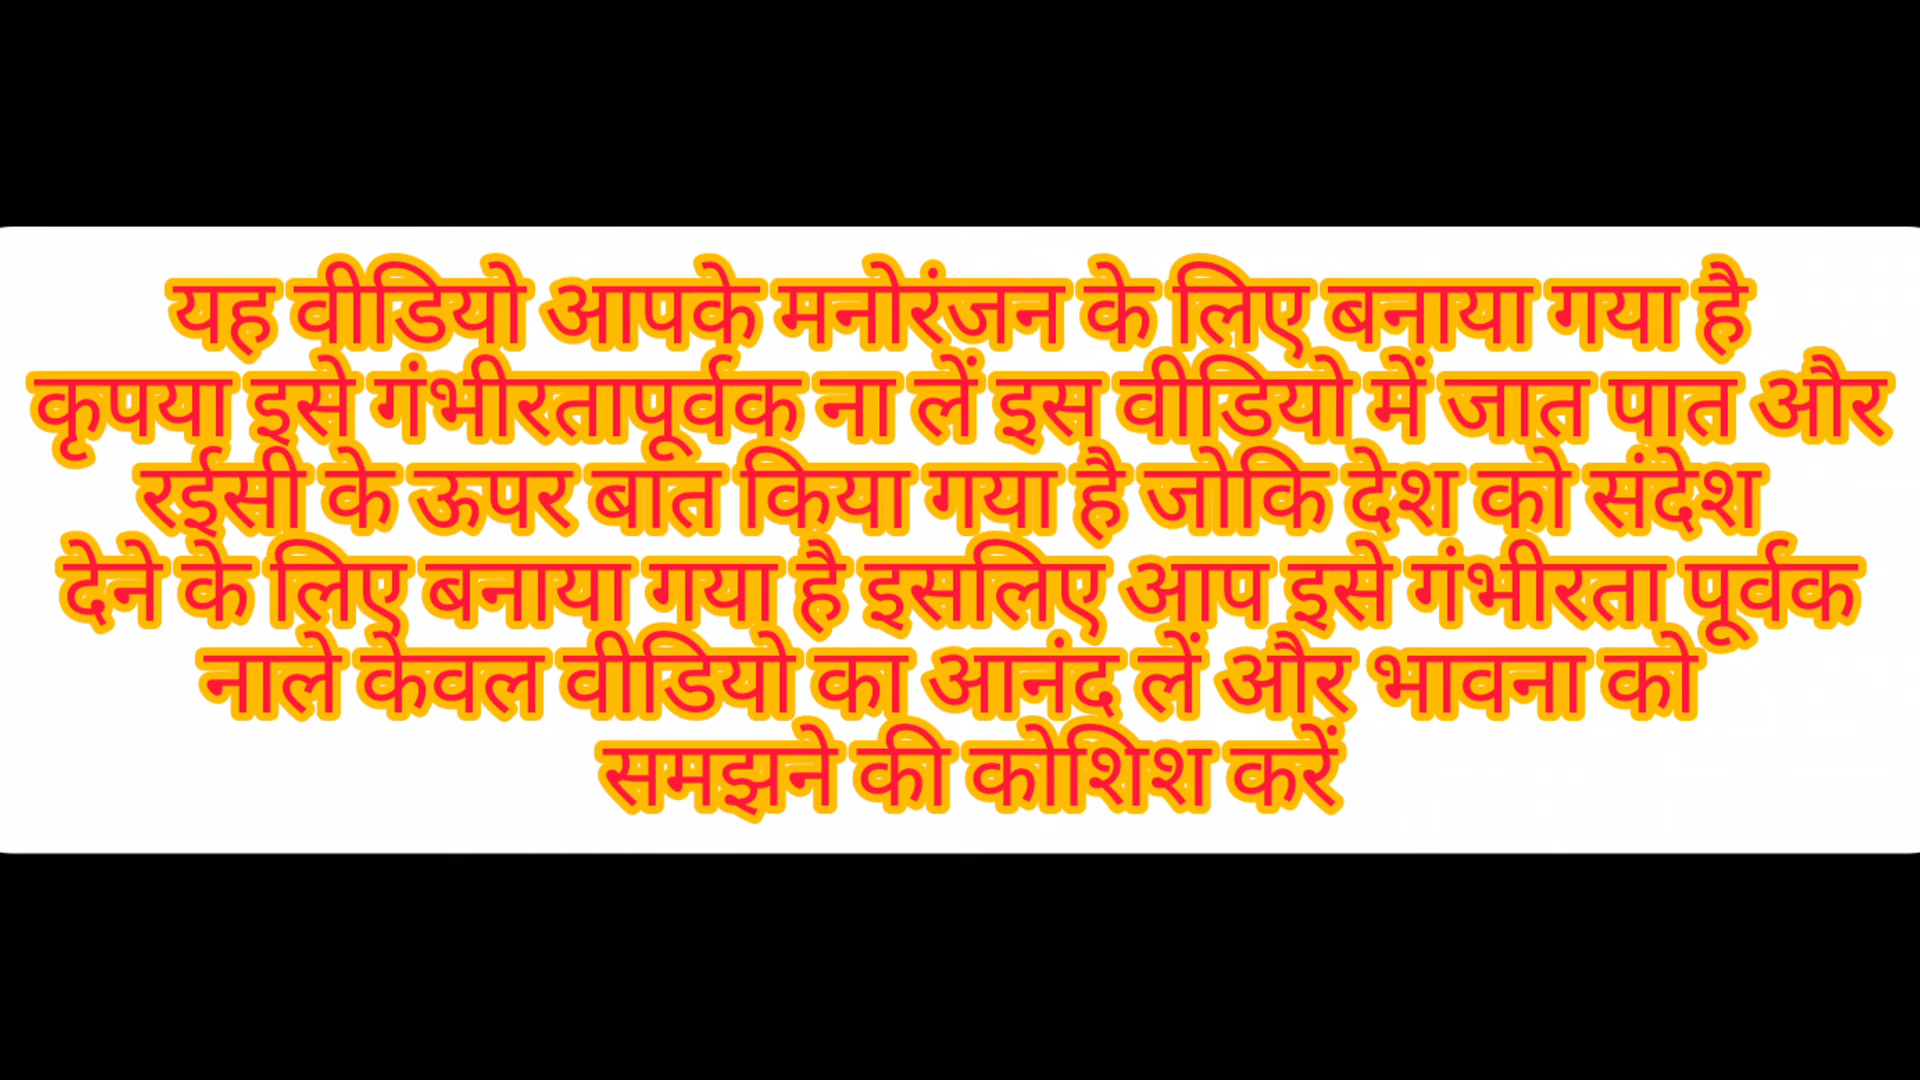 यह वीडियो आपके मनोरंजन के लिए बनाया गया है
कृपया इसे गंभीरतापूर्वक ना लें इस वीडियो में जात पात और
रईसी के ऊपर बात किया गया है जोकि देश को संदेश
देने के लिए बनाया गया है इसलिए आप इसे गंभीरता पूर्वक
नाले केवल वीडियो का आनंद लें और भावना को
समझने की कोशिश करें